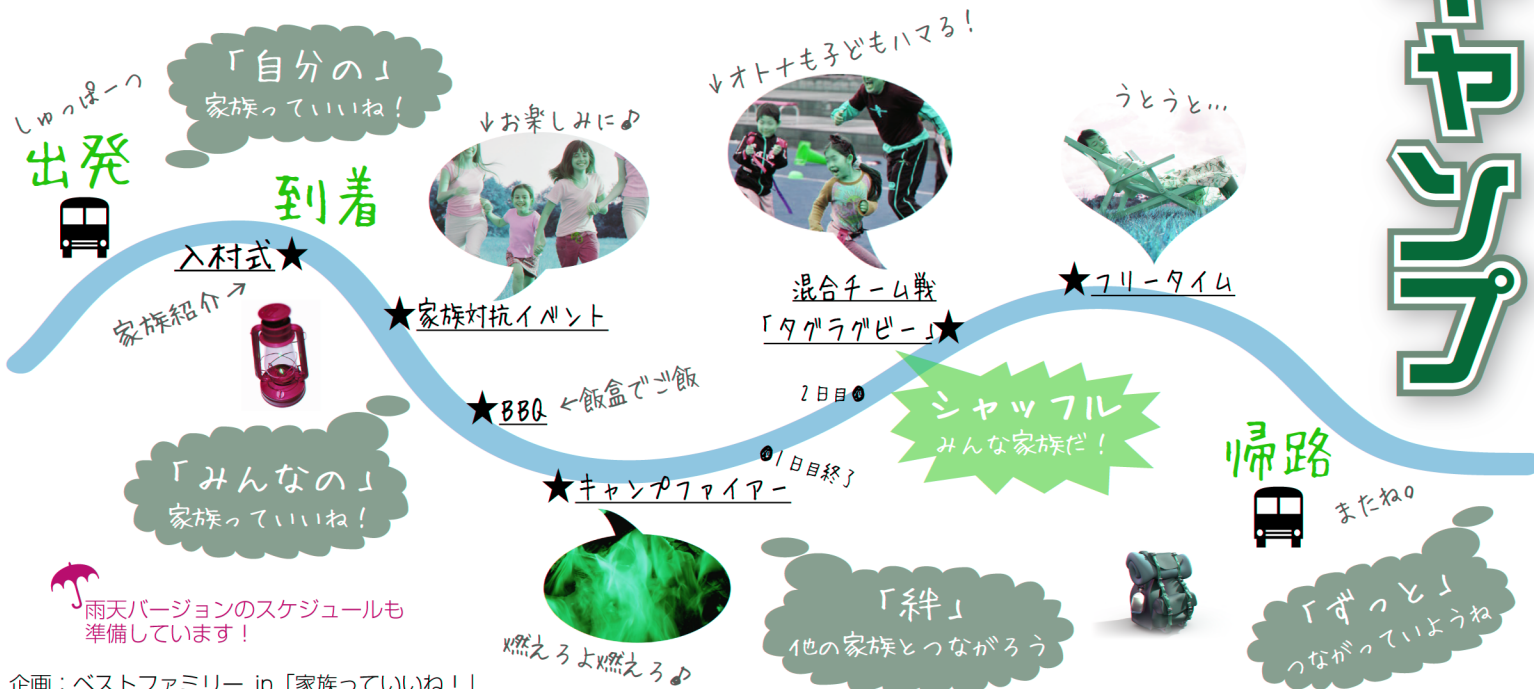 ャンプ
しゅっぱーつ
出発
「自分の」
家族っていいね！
到着
入村式
家族紹介↗
↓お楽しみに♪
★家族対抗イベント
★BBQ
←飯盒でご飯
★キャンプファイアー
燃えろよ燃えろ♪
「みんなの」
家族っていいね！
1日目終了
2日目
↓オトナも子どもハマる！
混合チーム戦
「タグラグビー」★
シャッフル
みんな家族だ！
うとうと…
★フリータイム
「絆」
他の家族とつながろう
帰路
またね。
「ずっと」
つながっていようね
雨天バージョンのスケジュールも
準備しています！
企画：ベストファミリー in「家族っていいね！」